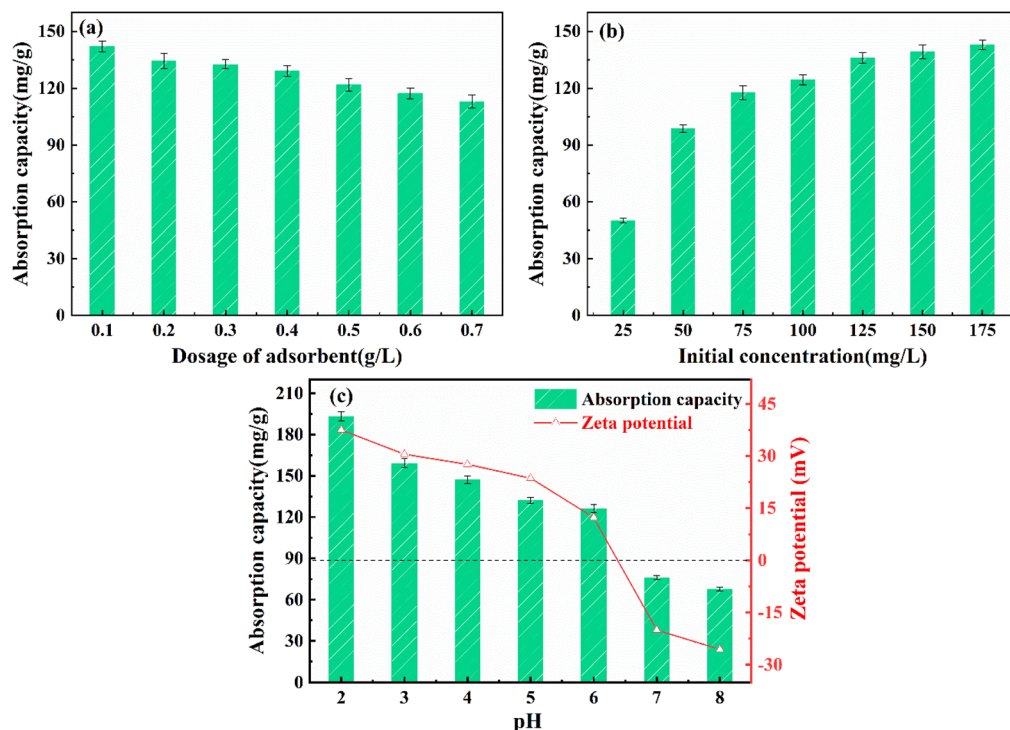 (a)
Absorption capacity(mg/g)
150
120
90
60
30
0
0.1 0.2 0.3 0.4 0.5 0.6 0.7
Dosage of adsorbent(g/L)
(b)
Absorption capacity(mg/g)
150
120
90
60
30
0
25 50 75 100 125 150 175
Initial concentration(mg/L)
(c)
Absorption capacity
Zeta potential
Absorption capacity(mg/g)
210
180
150
120
90
60
30
0
2 3 4 5 6 7 8
pH
45
30
15
0
-15
-30
Zeta potential (mV)